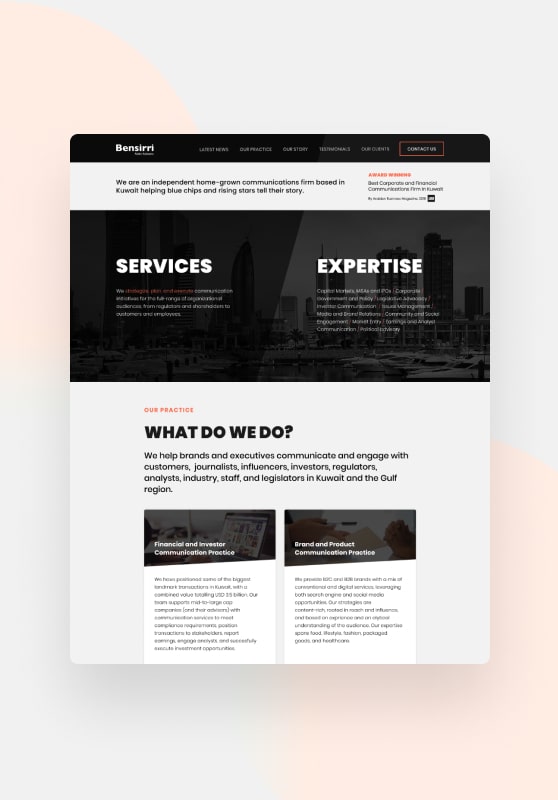 Bensirri
LATEST NEWS OUR PRACTICE OUR STORY TESTIMONIALS OUR CLIENTS CONTACT US
We are an independent home-grown communications firm based in
Kuwait helping blue chips and rising stars tell their story.
AWARD WINNING
Best Corporate and Financial
Communications Firm in Kuwait
By Arabian Business Magazine, 2018
SERVICES
We strategize, plan, and execute communication
initiatives for the full-range of organizational
audiences; from regulators and shareholders to
customers and employees.
EXPERTISE
Capital Markets, M&As and IPOs / Corporate /
Government and Policy / Legislative Advocacy /
Investor Communication / Issues Management /
Media and Brand Relations / Community and Social
Engagement / Market Entry / Earnings and Analyst
Communication / Political Advisory
OUR PRACTICE
WHAT DO WE DO?
We help brands and executives communicate and engage with
customers, journalists, influencers, investors, regulators,
analysts, industry, staff, and legislators in Kuwait and the Gulf
region.
Financial and Investor
Communication Practice
We have positioned some of the biggest
landmark transactions in Kuwait, with a
combined value totalling USD 3.5 billion. Our
team supports mid-to-large cap
companies (and their advisors) with
communication services to meet
compliance requirements, position
transactions to stakeholders, report
earnings, engage analysts, and succesfully
execute investment opportunities.
Brand and Product
Communication Practice
We provide B2C and B2B brands with a mix of
conventional and digital services, leveraging
both search engine and social media
opportunities. Our strategies are
content-rich, rooted in reach and influence,
and based on exprience and an stylical
understanding of the audience. Our expertise
spans food, lifestyle, fashion, packaged
goods, and healthcare.